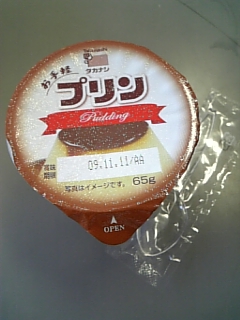 タカナシ
お手軽
プリン
Pudding
賞味
期限
09.11.11/AA
写真はイメージです。
65g
OPEN